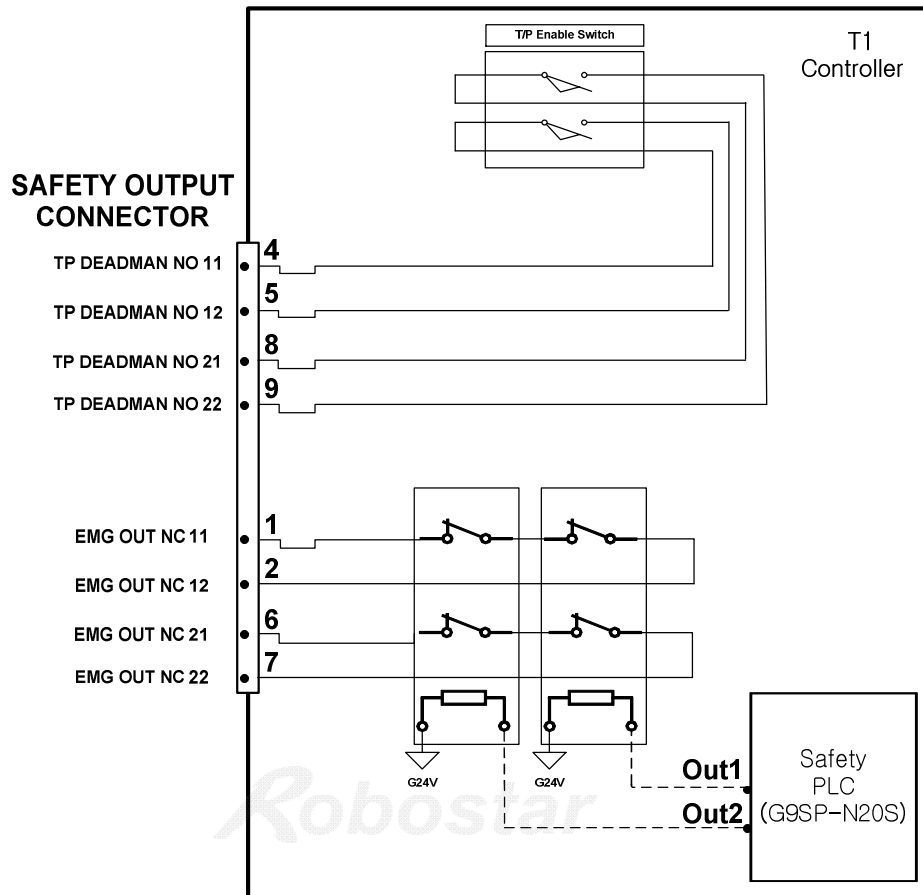 T/P Enable Switch
T1
Controller
SAFETY OUTPUT
CONNECTOR
TP DEADMAN NO 11
4
TP DEADMAN NO 12
5
TP DEADMAN NO 21
8
TP DEADMAN NO 22
9
EMG OUT NC 11
1
EMG OUT NC 12
2
EMG OUT NC 21
6
EMG OUT NC 22
7
G24V
G24V
Out1
Out2
Safety
PLC
(G9SP-N20S)
Robostar